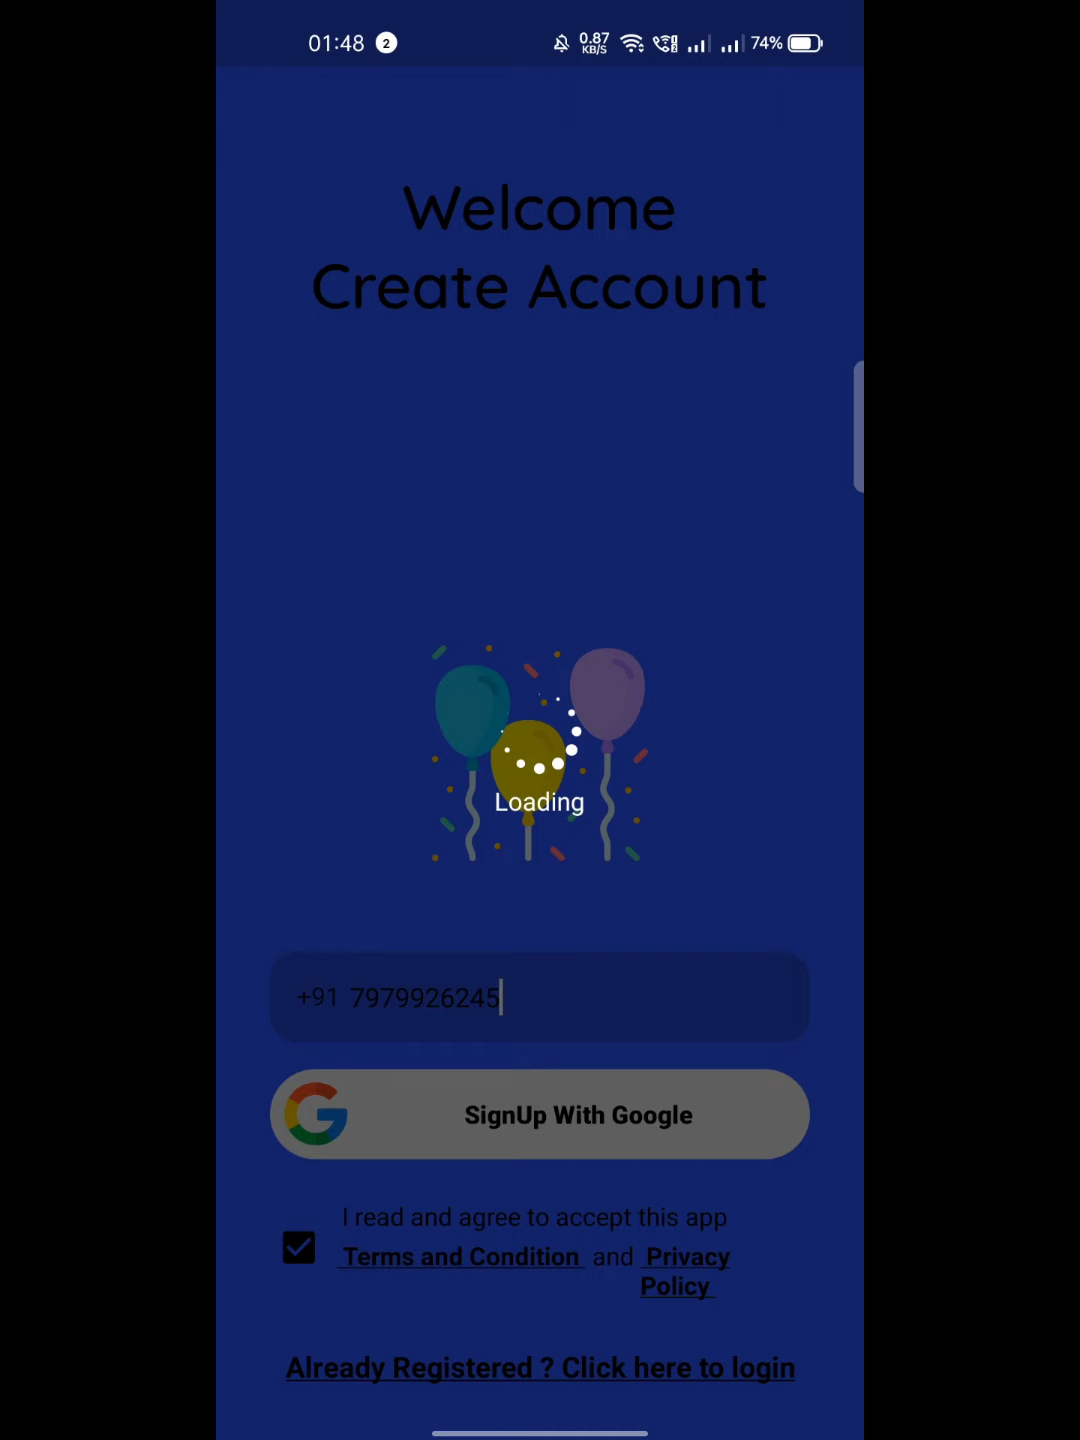 01:48 2 0.87 KB/S 74%
Welcome
Create Account
Loading
+91 7979926245
SignUp With Google
I read and agree to accept this app
Terms and Condition and Privacy
Policy
Already Registered ? Click here to login